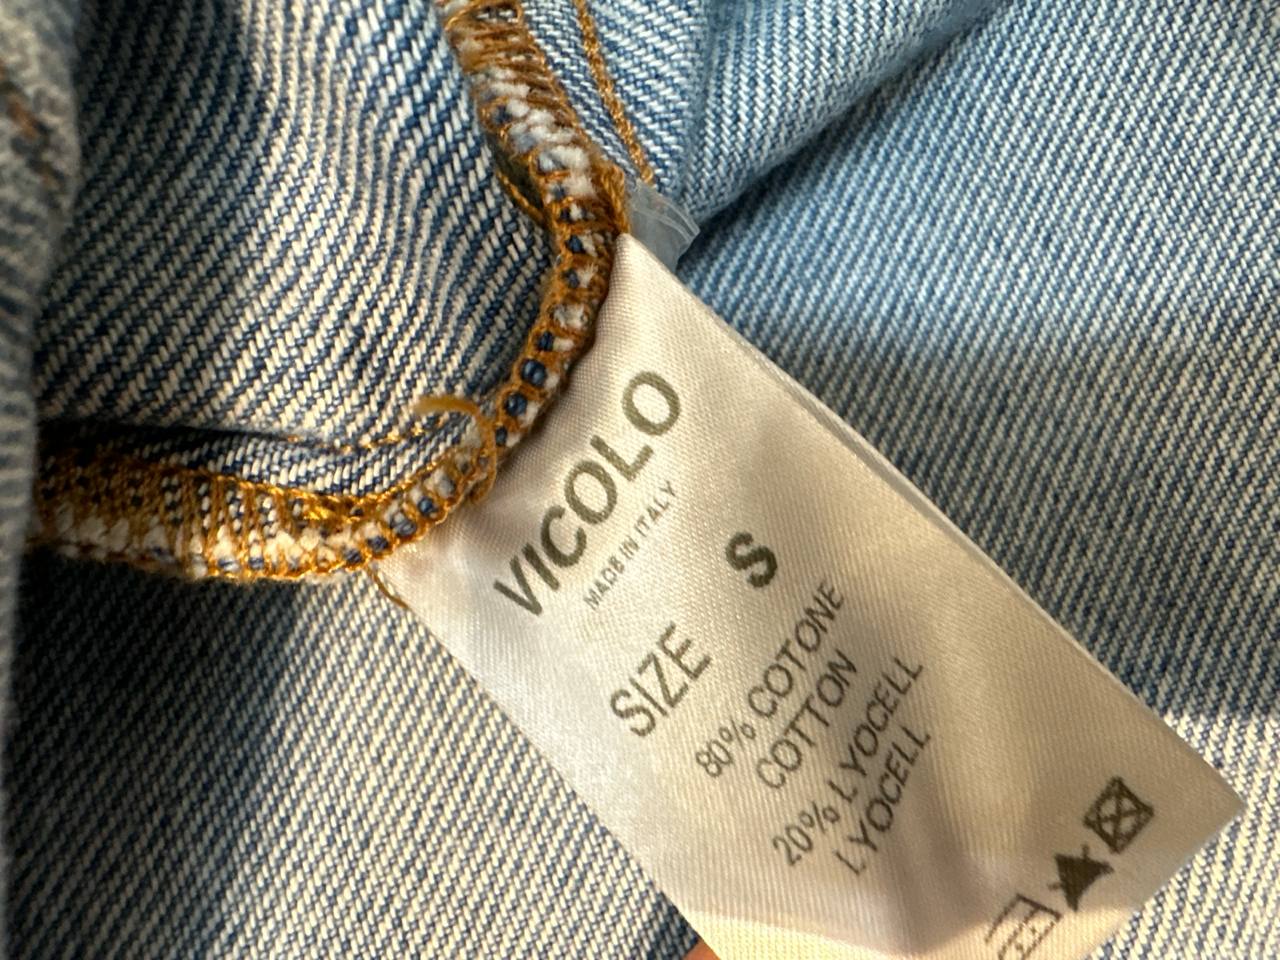 VICOLO
MADE IN ITALY
SIZE S
80% COTONE
COTTON
20% LYOCELL
LYOCELL